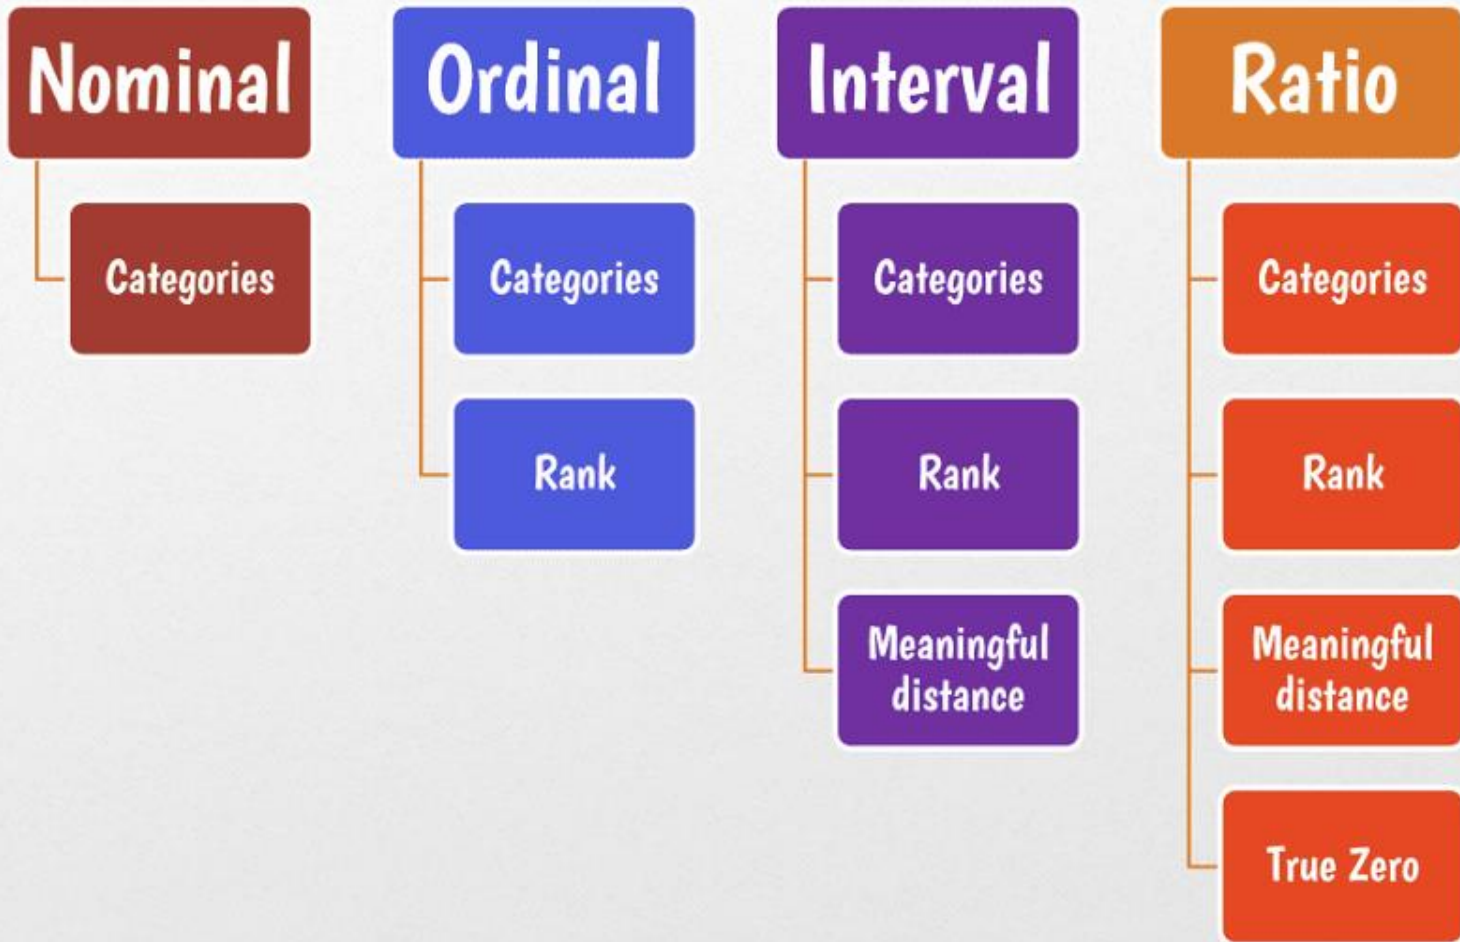 Nominal
Categories
Ordinal
Categories
Rank
Interval
Categories
Rank
Meaningful
distance
Ratio
Categories
Rank
Meaningful
distance
True Zero